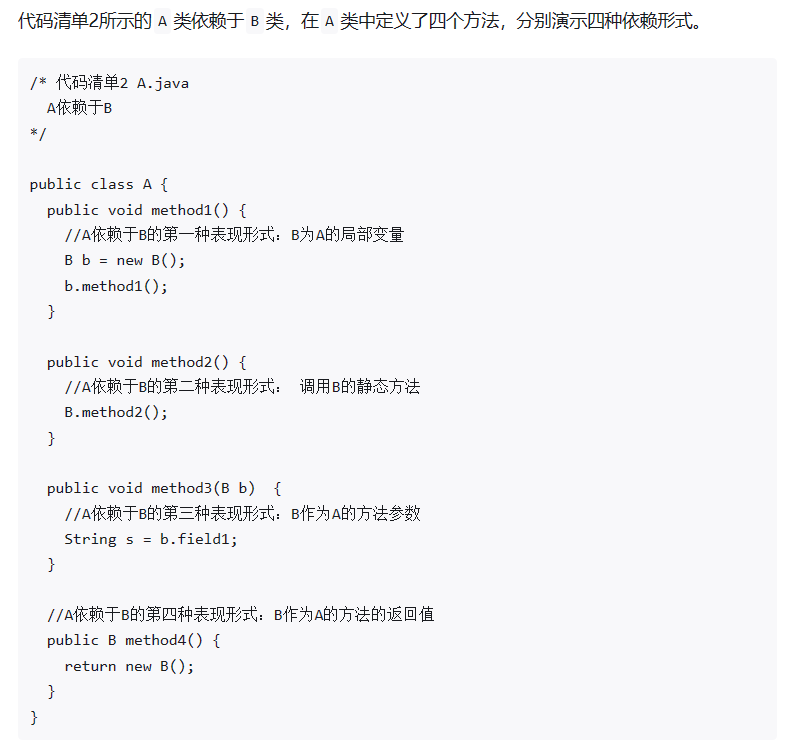 代码清单2所示的 A 类依赖于 B 类，在 A 类中定义了四个方法，分别演示四种依赖形式。
/* 代码清单2 A.java
  A依赖于B
*/

public class A {
  public void method1() {
    //A依赖于B的第一种表现形式：B为A的局部变量
    B b = new B();
    b.method1();
  }

  public void method2() {
    //A依赖于B的第二种表现形式： 调用B的静态方法
    B.method2();
  }

  public void method3(B b)  {
    //A依赖于B的第三种表现形式：B作为A的方法参数
    String s = b.field1;
  }

  //A依赖于B的第四种表现形式：B作为A的方法的返回值
  public B method4() {
    return new B();
  }
}